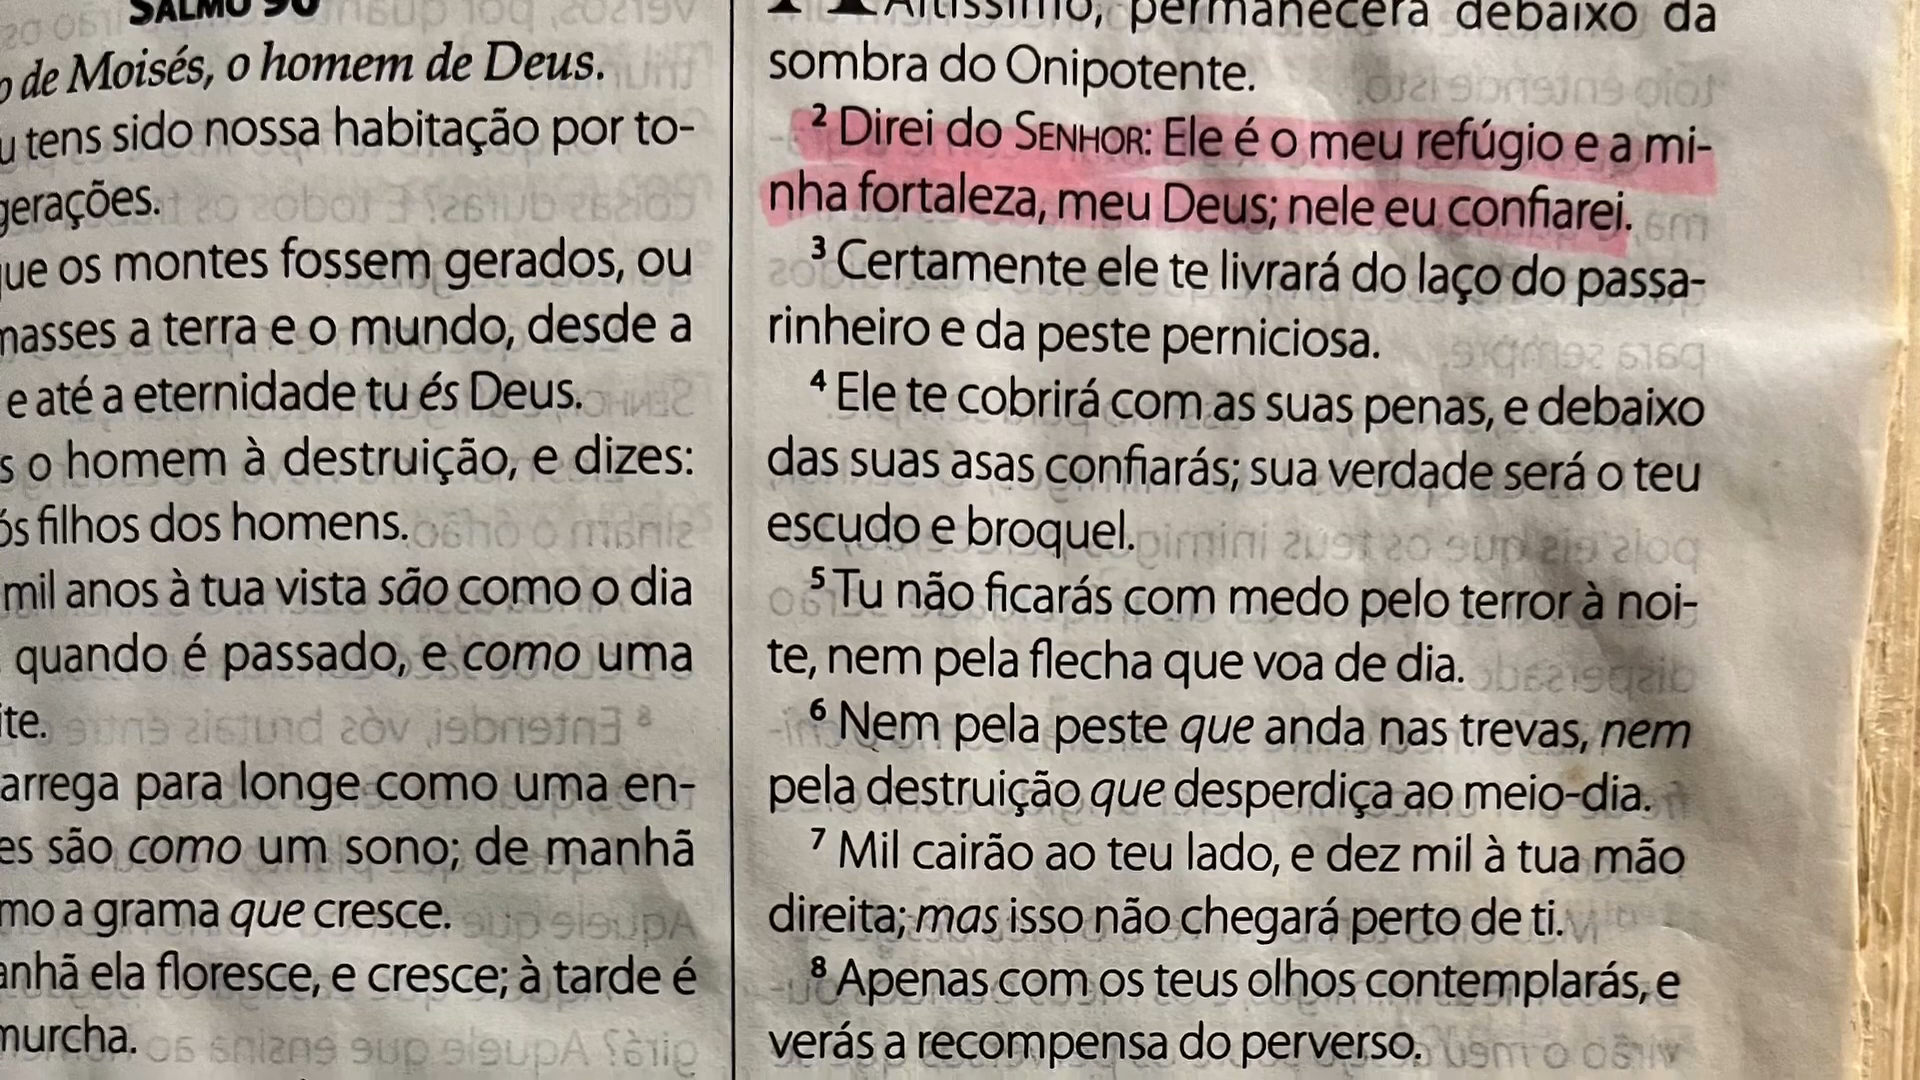 SALMO 90
de Moisés, o homem de Deus.
tens sido nossa habitação por to-
gerações.
que os montes fossem gerados, ou
a terra e o mundo, desde a
e até a eternidade tu és Deus.
o homem à destruição, e dizes:
filhos dos homens.
mil anos à tua vista são como o dia
quando é passado, e como uma
para longe como uma en-
são como um sono; de manhã
a grama que cresce.
ela floresce, e cresce; à tarde é
murcha.
Altíssimo, permanecerá debaixo da
sombra do Onipotente.
2 Direi do SENHOR: Ele é o meu refúgio e a mi-
nha fortaleza, meu Deus; nele eu confiarei.
3 Certamente ele te livrará do laço do passa-
rinheiro e da peste perniciosa.
4 Ele te cobrirá com as suas penas, e debaixo
das suas asas confiarás; sua verdade será o teu
escudo e broquel.
5 Tu não ficarás com medo pelo terror à noi-
te, nem pela flecha que voa de dia.
6 Nem pela peste que anda nas trevas, nem
pela destruição que desperdiça ao meio-dia.
7 Mil cairão ao teu lado, e dez mil à tua mão
direita; mas isso não chegará perto de ti.
8 Apenas com os teus olhos contemplarás, e
verás a recompensa do perverso.